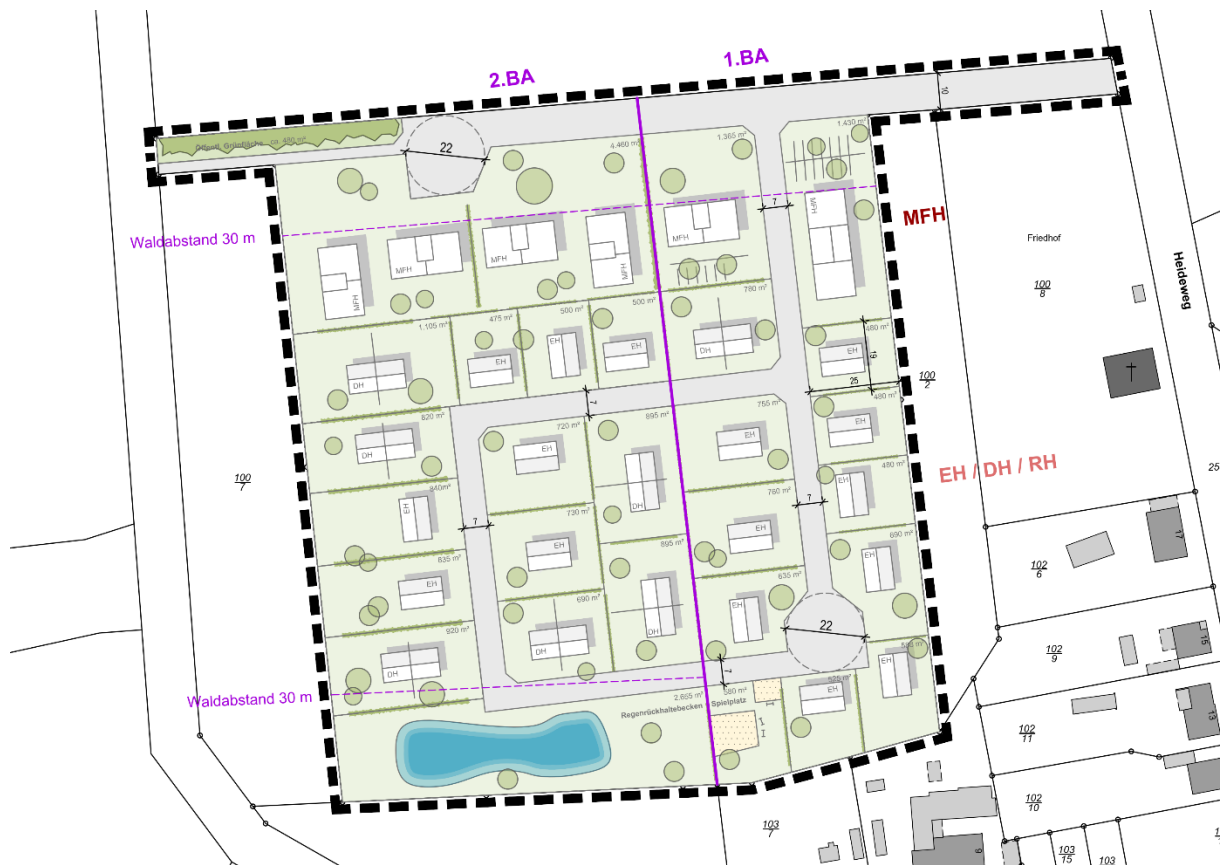 1.BA
2.BA
10
1.430 m²
1.365 m²
4.460 m²
Öffentl. Grünfläche
ca. 480 m²
22
7
MFH
MFH
MFH
MFH
MFH
MFH
MFH
Waldabstand 30 m
Friedhof
100
8
Heideweg
780 m²
500 m²
500 m²
475 m²
1.105 m²
480 m²
DH
EH
EH
EH
DH
EH
19
25
100
2
480 m²
7
820 m²
720 m²
895 m²
755 m²
DH
EH
EH
EH
480 m²
EH / DH / RH
25
100
7
840m²
EH
DH
EH
730 m²
760 m²
7
7
690 m²
17
EH
EH
EH
895 m²
835 m²
635 m²
102
6
EH
690 m²
DH
EH
22
15
102
9
920 m²
DH
DH
7
EH
Waldabstand 30 m
2.655 m²
580 m²
525 m²
EH
Regenrückhaltebecken
Spielplatz
13
102
11
102
10
103
7
9
103
15
103